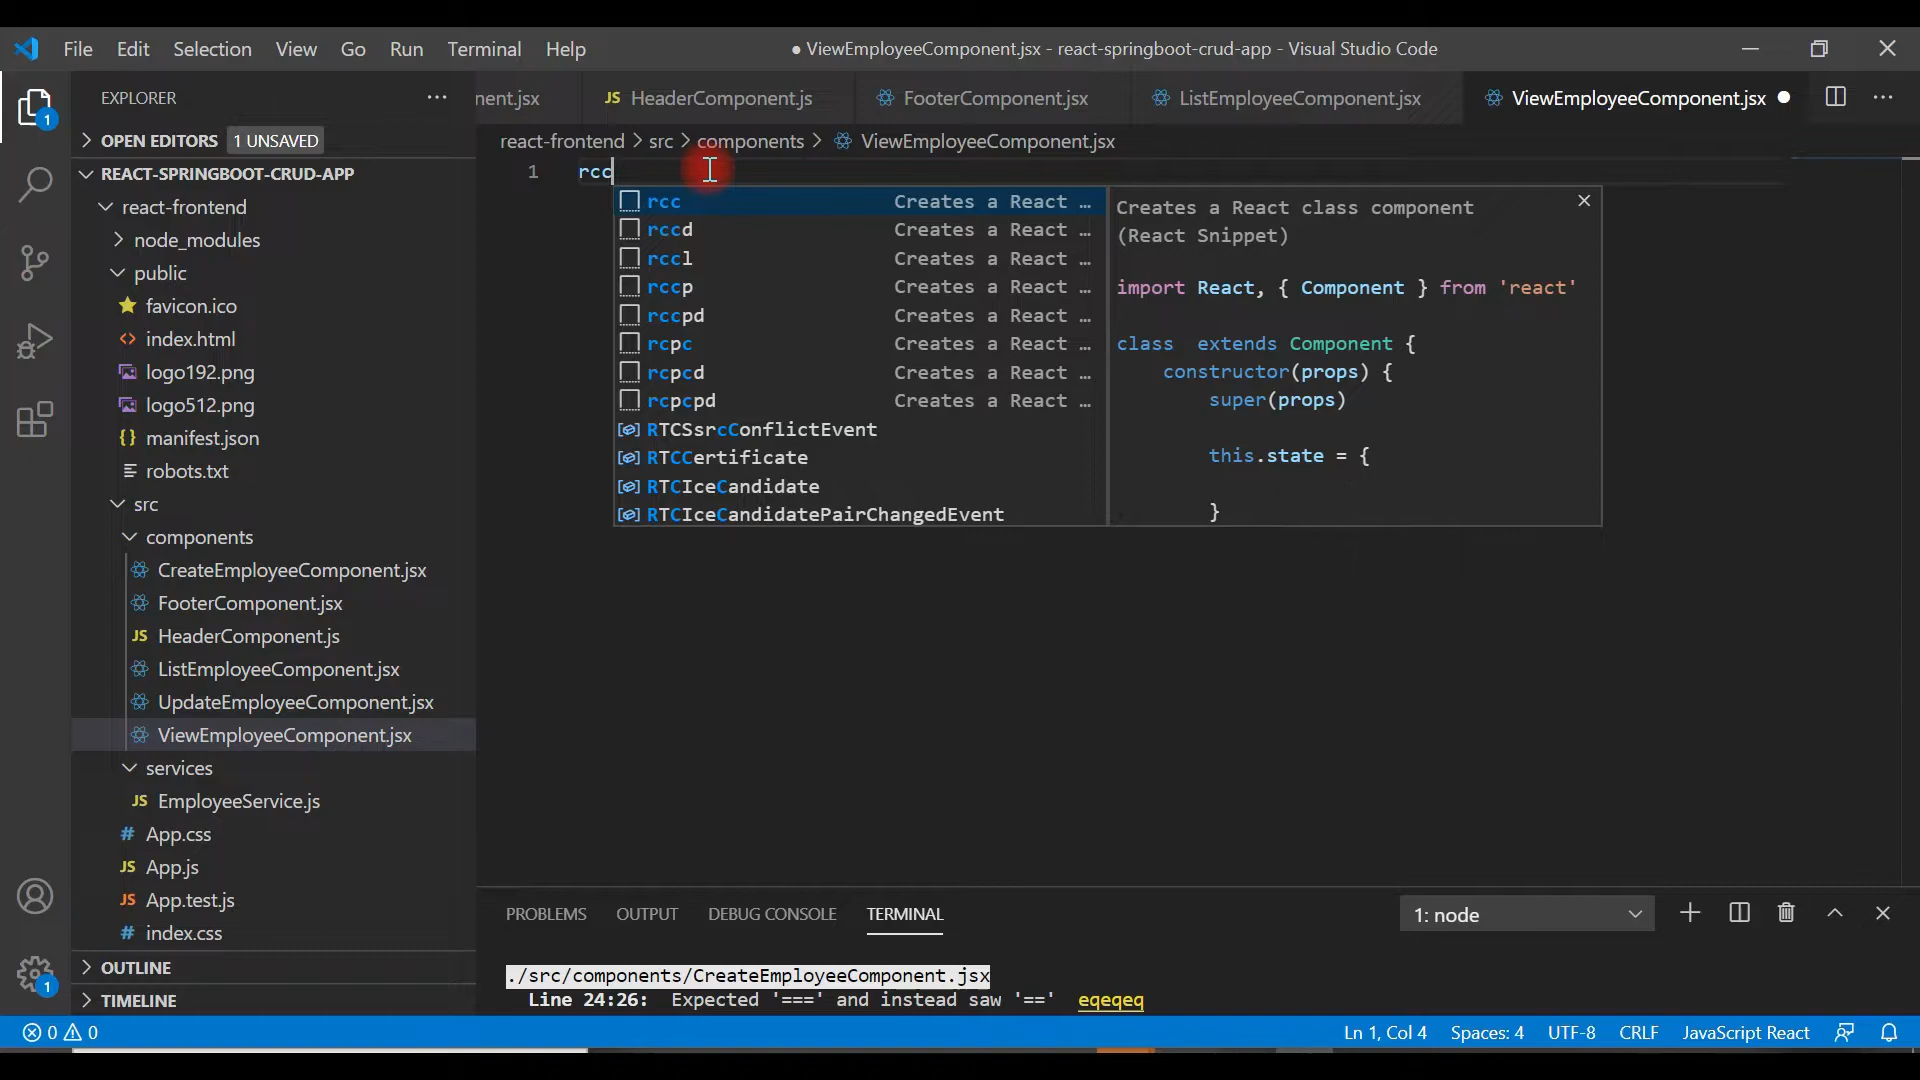 File Edit Selection View Go Run Terminal Help
● ViewEmployeeComponent.jsx - react-springboot-crud-app - Visual Studio Code
EXPLORER
nent.jsx
HeaderComponent.js
FooterComponent.jsx
ListEmployeeComponent.jsx
ViewEmployeeComponent.jsx
OPEN EDITORS 1 UNSAVED
react-frontend > src > components > ViewEmployeeComponent.jsx
REACT-SPRINGBOOT-CRUD-APP
react-frontend
node_modules
public
favicon.ico
index.html
logo192.png
logo512.png
manifest.json
robots.txt
src
components
CreateEmployeeComponent.jsx
FooterComponent.jsx
HeaderComponent.js
ListEmployeeComponent.jsx
UpdateEmployeeComponent.jsx
ViewEmployeeComponent.jsx
services
EmployeeService.js
App.css
App.js
App.test.js
index.css
OUTLINE
TIMELINE
1 rcc
rcc Creates a React …
rccd Creates a React …
rccl Creates a React …
rccp Creates a React …
rccpd Creates a React …
rcpc Creates a React …
rcpcd Creates a React …
rcpcpd Creates a React …
RTCSsrcConflictEvent
RTCCertificate
RTCIceCandidate
RTCIceCandidatePairChangedEvent
Creates a React class component
(React Snippet)
import React, { Component } from 'react'
class extends Component {
constructor(props) {
super(props)
this.state = {
}
PROBLEMS OUTPUT DEBUG CONSOLE TERMINAL
1: node
./src/components/CreateEmployeeComponent.jsx
Line 24:26: Expected '===' and instead saw '==' eqeqeq
0 0
Ln 1, Col 4 Spaces: 4 UTF-8 CRLF JavaScript React
1
1